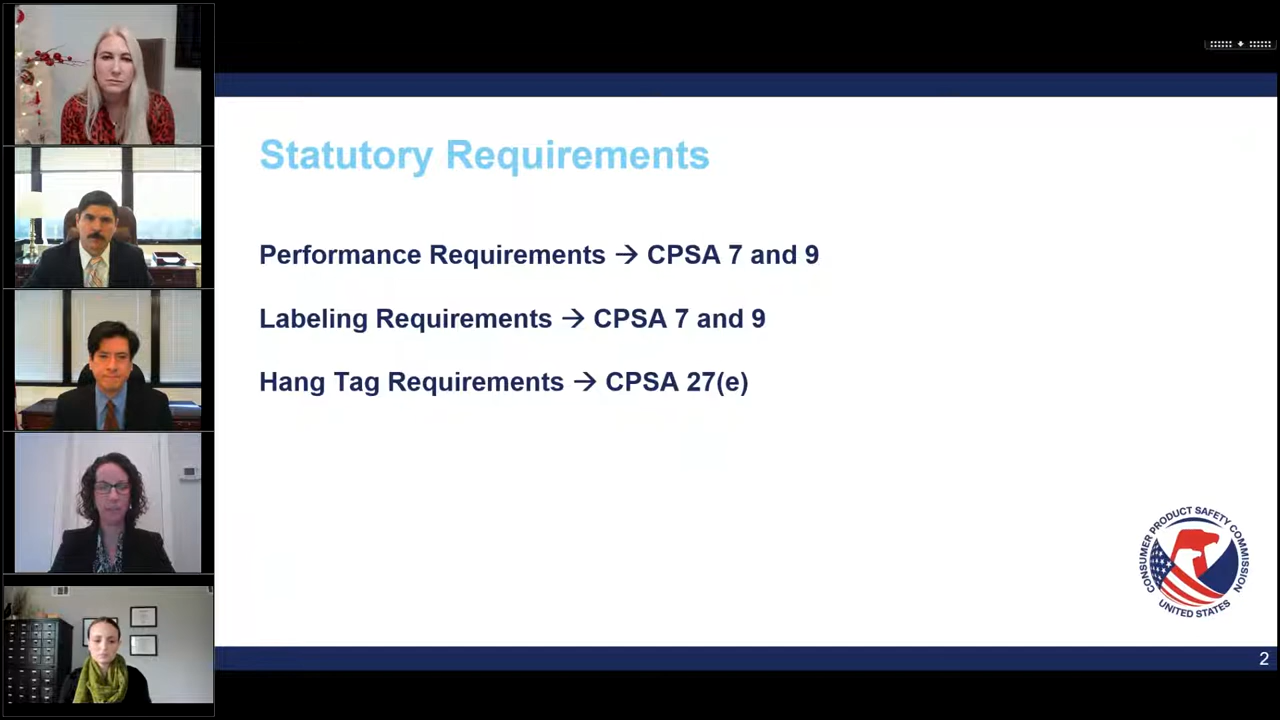 Statutory Requirements
Performance Requirements → CPSA 7 and 9
Labeling Requirements → CPSA 7 and 9
Hang Tag Requirements → CPSA 27(e)
CONSUMER PRODUCT SAFETY COMMISSION
UNITED STATES
2